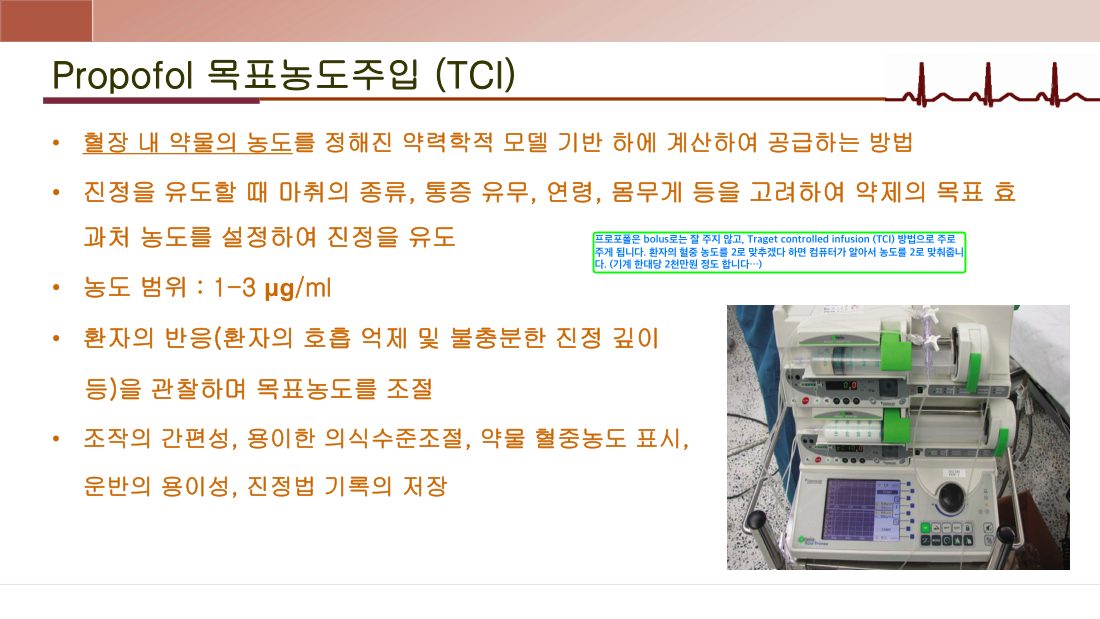 Propofol 목표농도주입 (TCI)
• 혈장 내 약물의 농도를 정해진 약력학적 모델 기반 하에 계산하여 공급하는 방법
• 진정을 유도할 때 마취의 종류, 통증 유무, 연령, 몸무게 등을 고려하여 약제의 목표 효
과처 농도를 설정하여 진정을 유도
프로포폴은 bolus로는 잘 주지 않고, Traget controlled infusion (TCI) 방법으로 주로
주게 됩니다. 환자의 혈중 농도를 2로 맞추겠다 하면 컴퓨터가 알아서 농도를 2로 맞춰줍니
다. (기계 한대당 2천만원 정도 합니다…)
• 농도 범위 : 1-3 μg/ml
• 환자의 반응(환자의 호흡 억제 및 불충분한 진정 깊이
등)을 관찰하며 목표농도를 조절
• 조작의 간편성, 용이한 의식수준조절, 약물 혈중농도 표시,
운반의 용이성, 진정법 기록의 저장